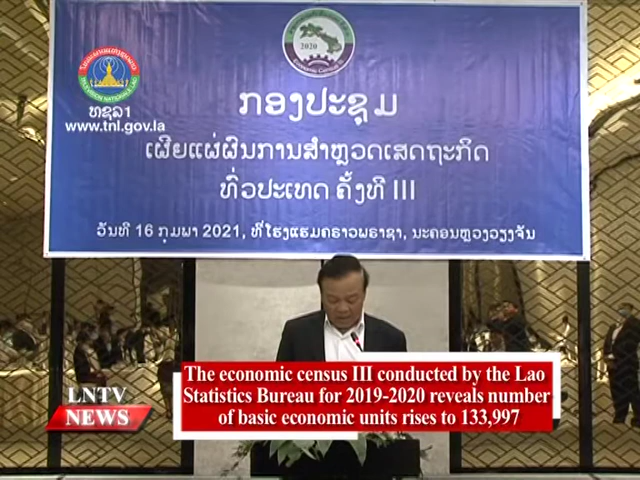 2020
Economic Census III
ທຊລ1
www.tnl.gov.la
ກອງປະຊຸມ
ເຜີຍແຜ່ຜົນການສໍາຫຼວດເສດຖະກິດ
ທົ່ວປະເທດ ຄັ້ງທີ III
ວັນທີ 16 ກຸມພາ 2021, ທີ່ໂຮງແຮມຄຣາວພຣາຊາ, ນະຄອນຫຼວງວຽງຈັນ
The economic census III conducted by the Lao
Statistics Bureau for 2019-2020 reveals number
of basic economic units rises to 133,997
LNTV
NEWS